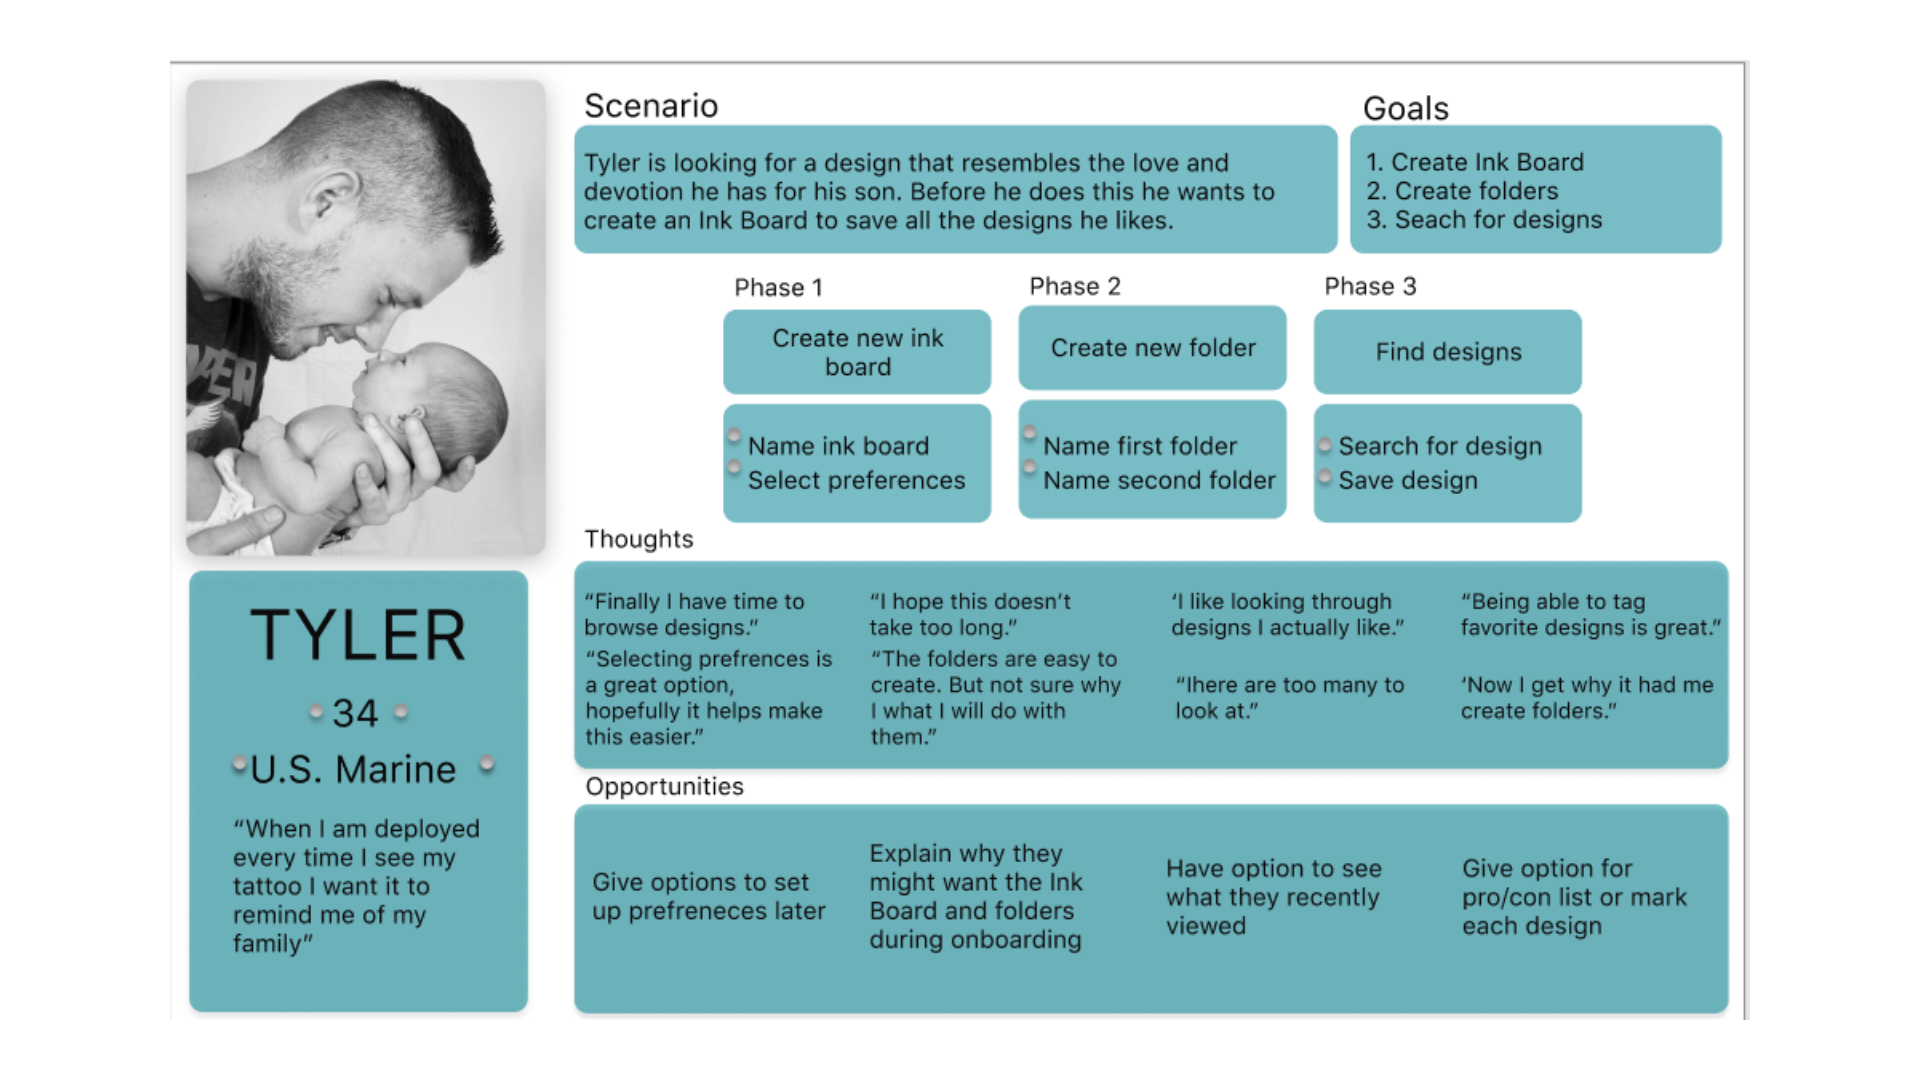 Scenario
Tyler is looking for a design that resembles the love and
devotion he has for his son. Before he does this he wants to
create an Ink Board to save all the designs he likes.
Goals
1. Create Ink Board
2. Create folders
3. Seach for designs
Phase 1
Create new ink
board
Name ink board
Select preferences
Phase 2
Create new folder
Name first folder
Name second folder
Phase 3
Find designs
Search for design
Save design
TYLER
34
U.S. Marine
“When I am deployed
every time I see my
tattoo I want it to
remind me of my
family”
Thoughts
“Finally I have time to
browse designs.”
“Selecting prefrences is
a great option,
hopefully it helps make
this easier.”
“I hope this doesn’t
take too long.”
“The folders are easy to
create. But not sure why
I what I will do with
them.”
‘I like looking through
designs I actually like.”
“Ihere are too many to
look at.”
“Being able to tag
favorite designs is great.”
‘Now I get why it had me
create folders.”
Opportunities
Give options to set
up prefreneces later
Explain why they
might want the Ink
Board and folders
during onboarding
Have option to see
what they recently
viewed
Give option for
pro/con list or mark
each design